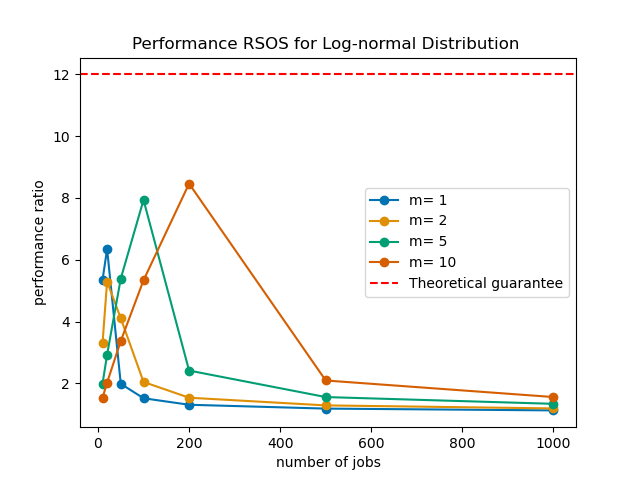 Performance RSOS for Log-normal Distribution
performance ratio
12
10
8
6
4
2
m= 1
m= 2
m= 5
m= 10
Theoretical guarantee
0
200
400
600
800
1000
number of jobs